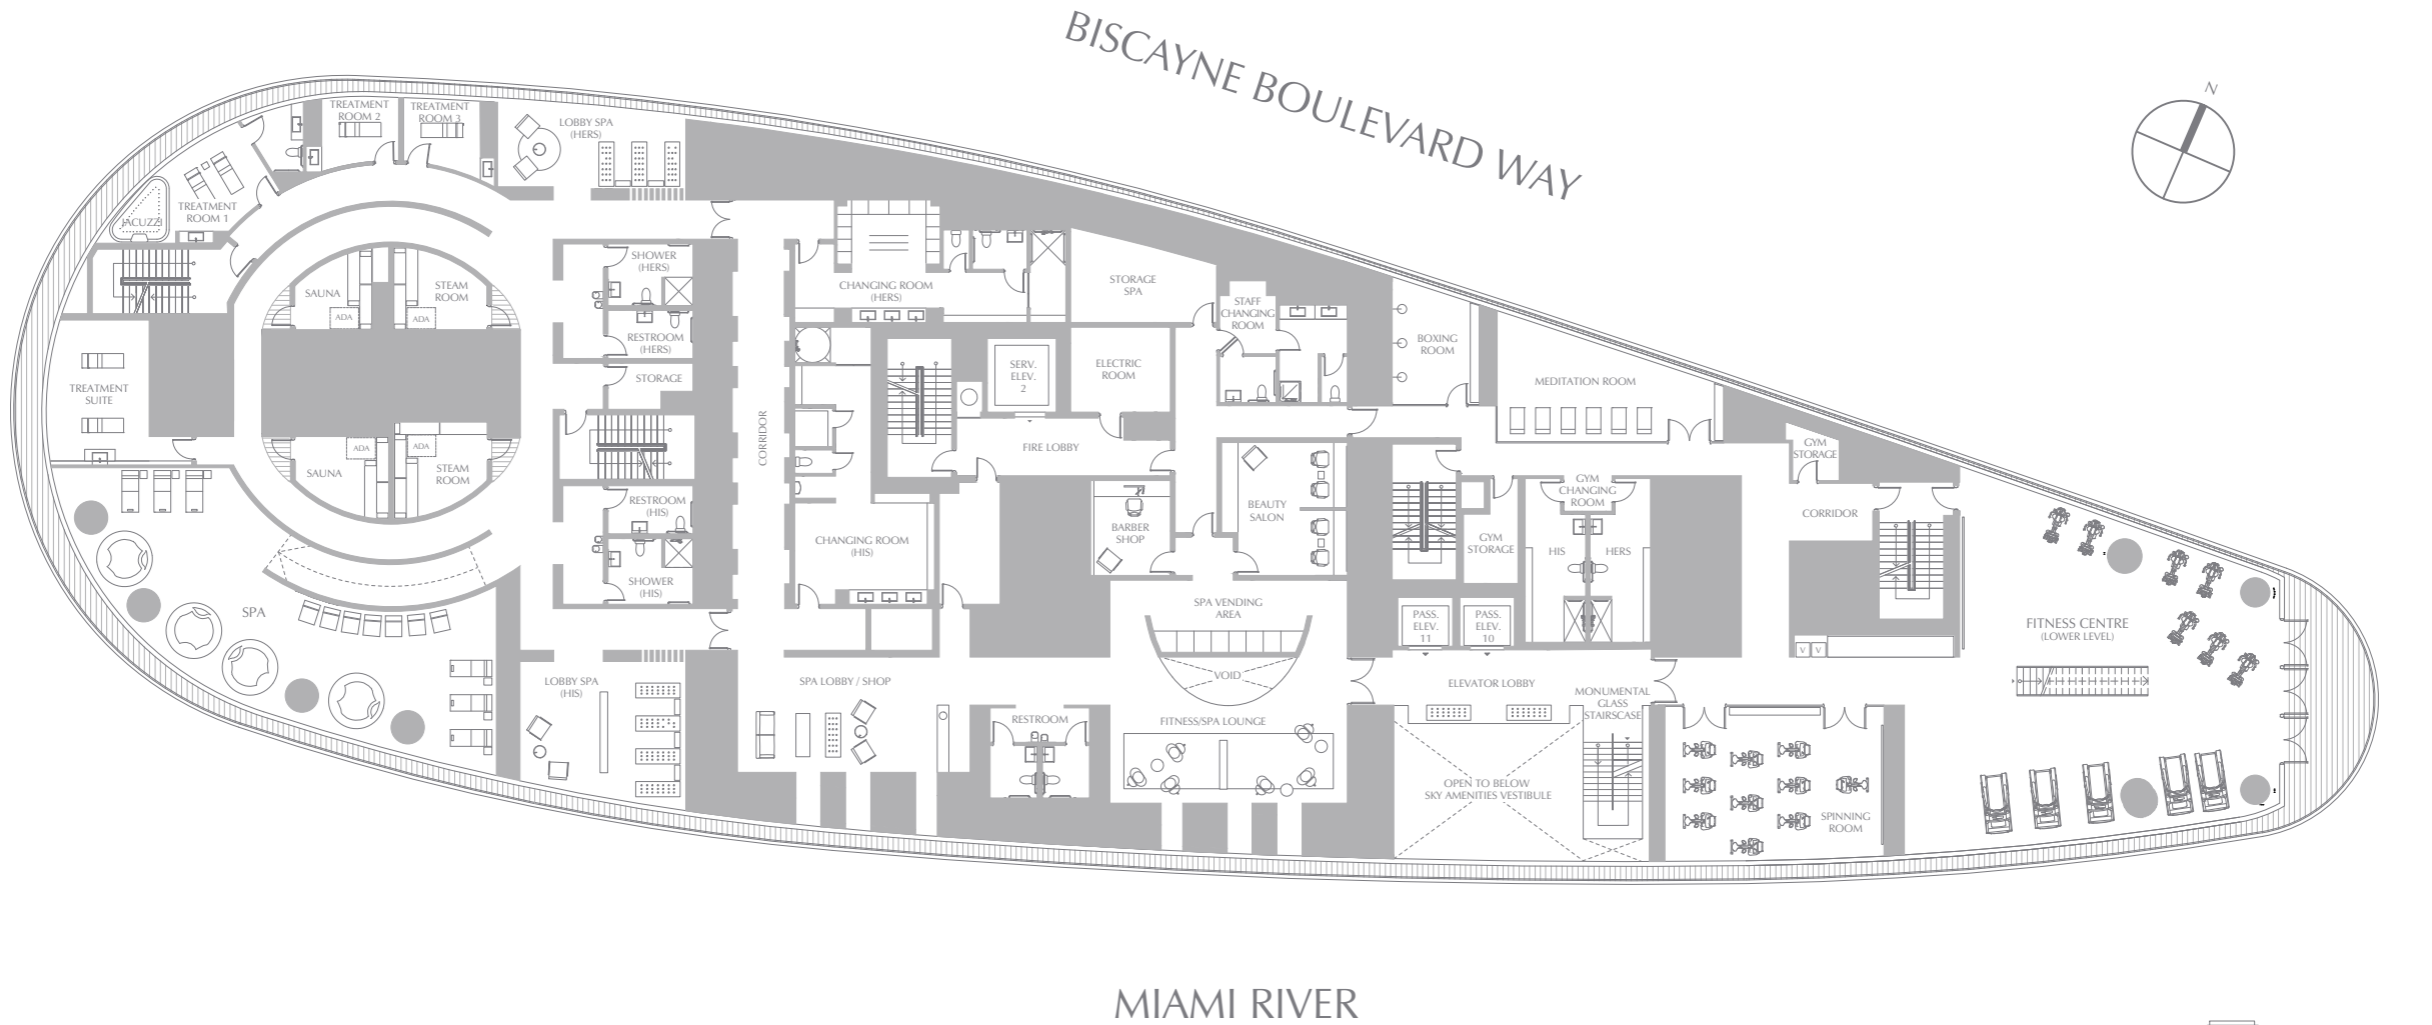 BISCAYNE BOULEVARD WAY
N
TREATMENT
ROOM 2
TREATMENT
ROOM 3
LOBBY SPA
(HERS)
JACUZZI
TREATMENT
ROOM 1
SAUNA
ADA
STEAM
ROOM
ADA
SHOWER
(HERS)
RESTROOM
(HERS)
STORAGE
CHANGING ROOM
(HERS)
STORAGE
SPA
STAFF
CHANGING
ROOM
BOXING
ROOM
SERV.
ELEV.
2
ELECTRIC
ROOM
MEDITATION ROOM
TREATMENT
SUITE
CORRIDOR
FIRE LOBBY
GYM
STORAGE
SAUNA
ADA
ADA
STEAM
ROOM
RESTROOM
(HIS)
SHOWER
(HIS)
CHANGING ROOM
(HIS)
BARBER
SHOP
BEAUTY
SALON
GYM
STORAGE
GYM
CHANGING
ROOM
HIS
HERS
CORRIDOR
SPA
SPA VENDING
AREA
PASS.
ELEV.
11
PASS.
ELEV.
10
FITNESS CENTRE
(LOWER LEVEL)
V
V
LOBBY SPA
(HIS)
SPA LOBBY / SHOP
VOID
ELEVATOR LOBBY
MONUMENTAL
GLASS
STAIRSCASE
RESTROOM
FITNESS/SPA LOUNGE
OPEN TO BELOW
SKY AMENITIES VESTIBULE
SPINNING
ROOM
MIAMI RIVER